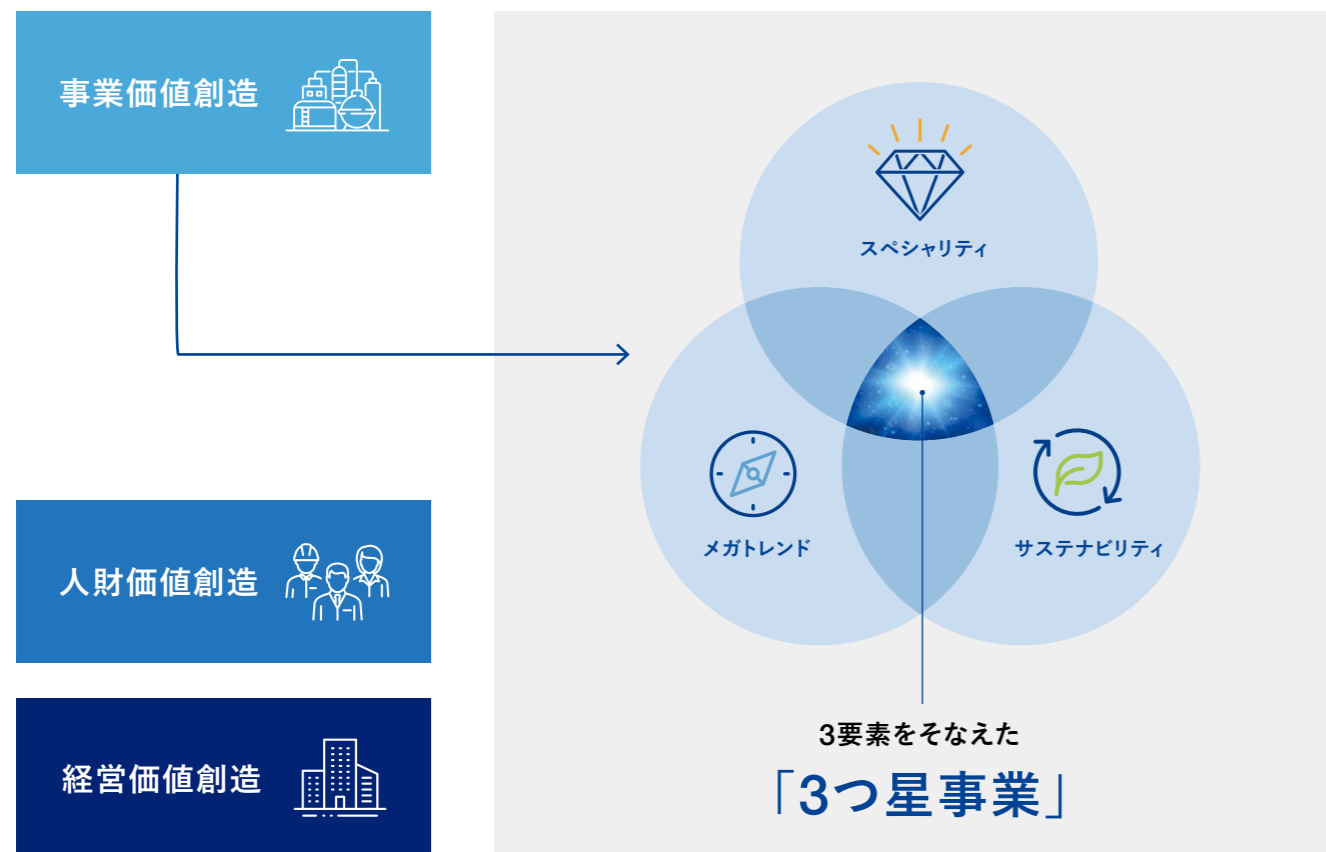 事業価値創造
人財価値創造
経営価値創造
スペシャリティ
メガトレンド
サステナビリティ
3要素をそなえた
「3つ星事業」